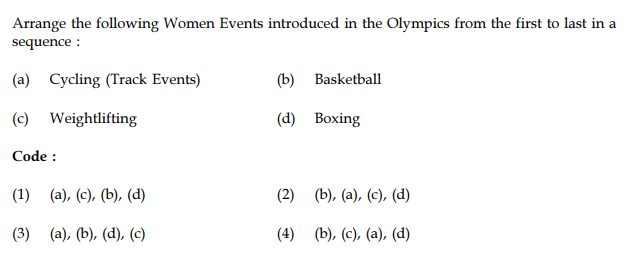 Arrange the following Women Events introduced in the Olympics from the first to last in a
sequence :
(a) Cycling (Track Events) (b) Basketball
(c) Weightlifting (d) Boxing
Code :
(1) (a), (c), (b), (d) (2) (b), (a), (c), (d)
(3) (a), (b), (d), (c) (4) (b), (c), (a), (d)